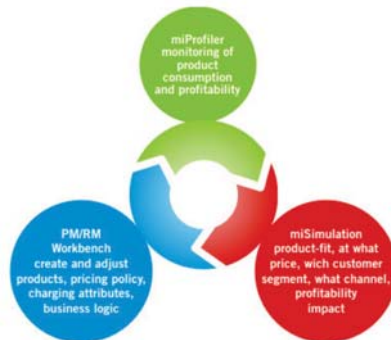 miProfiler
monitoring of
product
consumption
and profitability
PM/RM
Workbench
create and adjust
products, pricing policy,
charging attributes,
business logic
miSimulation
product-fit, at what
price, wich customer
segment, what channel,
profitability
impact